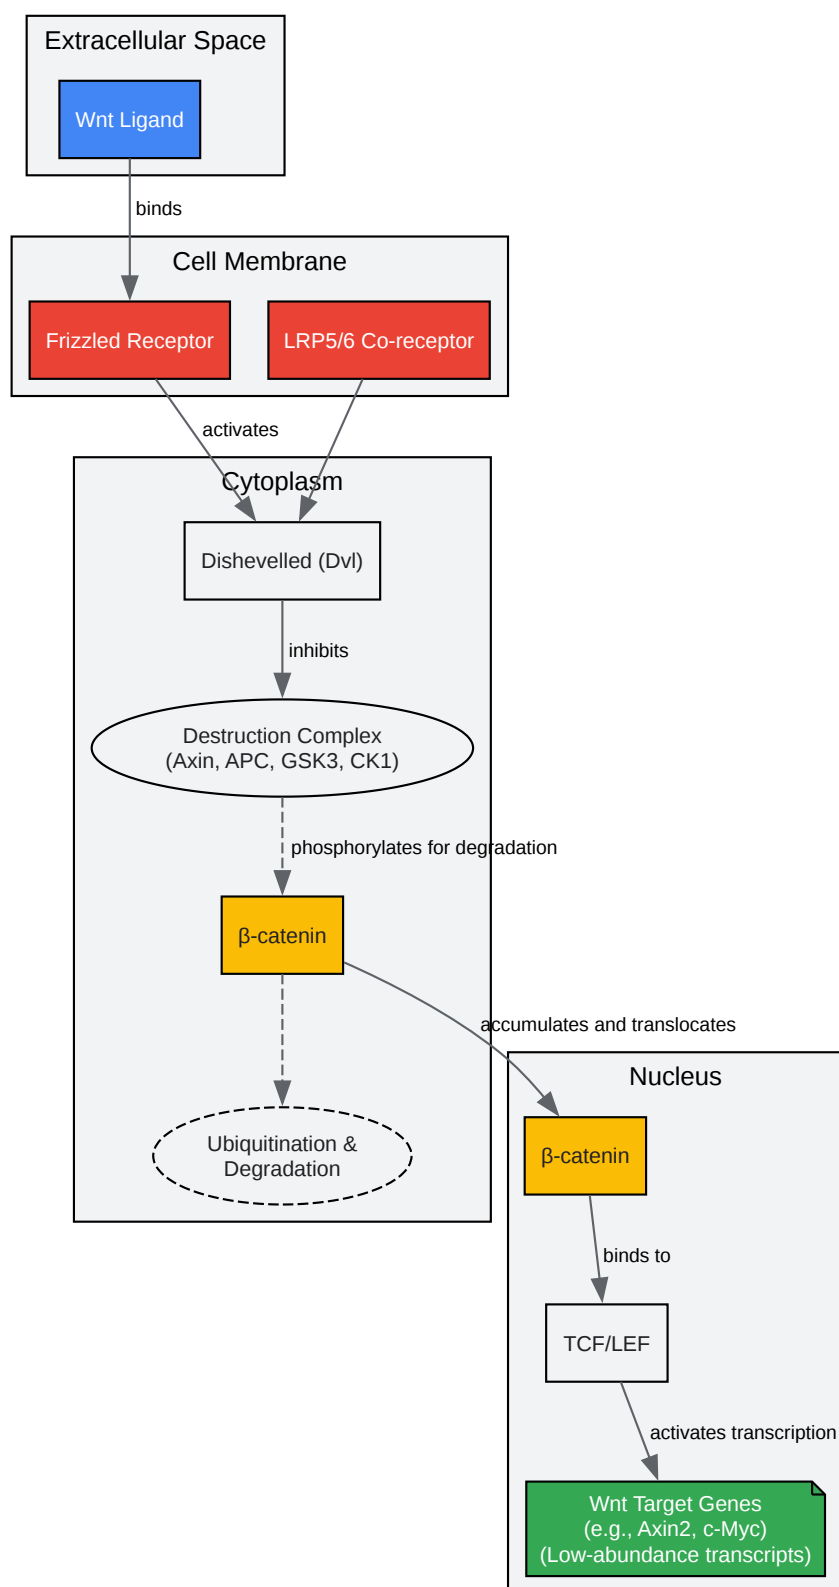 Extracellular Space
Wnt Ligand
binds
Cell Membrane
Frizzled Receptor
LRP5/6 Co-receptor
activates
Cytoplasm
Dishevelled (Dvl)
inhibits
Destruction Complex
(Axin, APC, GSK3, CK1)
phosphorylates for degradation
β-catenin
accumulates and translocates
Nucleus
Ubiquitination &
Degradation
β-catenin
binds to
TCF/LEF
activates transcription
Wnt Target Genes
(e.g., Axin2, c-Myc)
(Low-abundance transcripts)